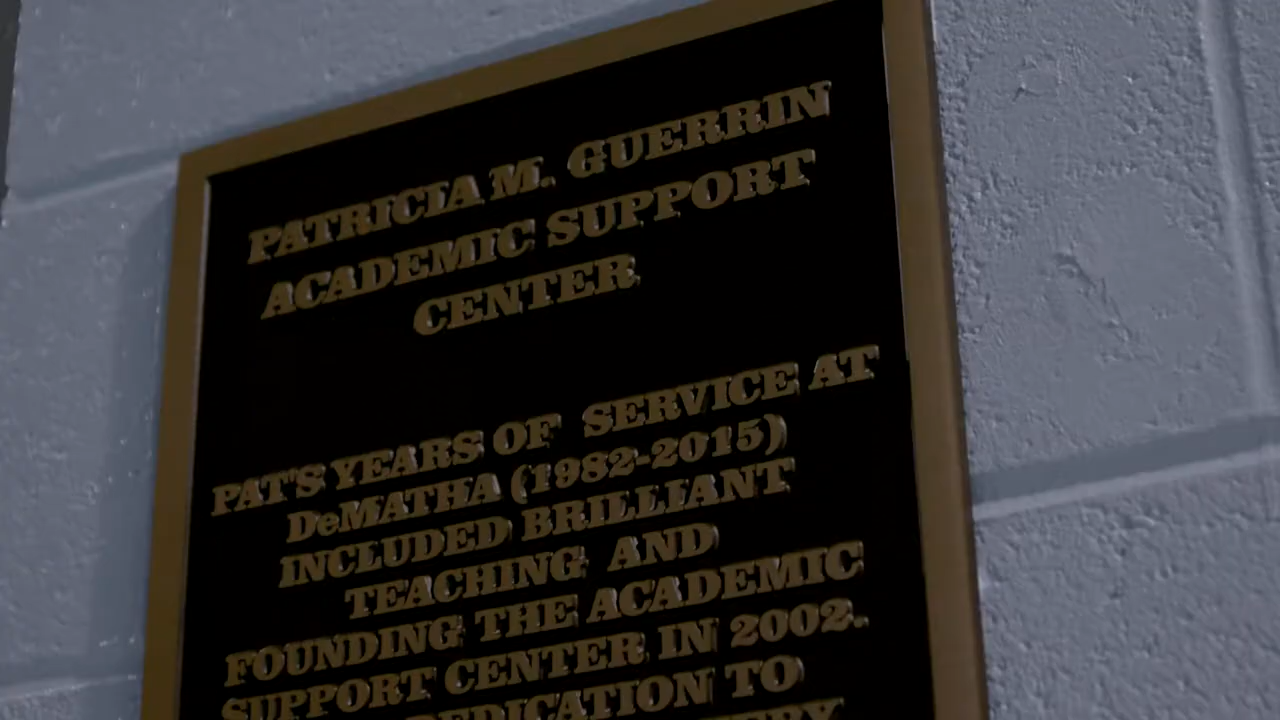 PATRICIA M. GUERRIN
ACADEMIC SUPPORT
CENTER
PAT'S YEARS OF SERVICE AT
DeMATHA (1982-2015)
INCLUDED BRILLIANT
TEACHING AND
FOUNDING THE ACADEMIC
SUPPORT CENTER IN 2002.
DEDICATION TO